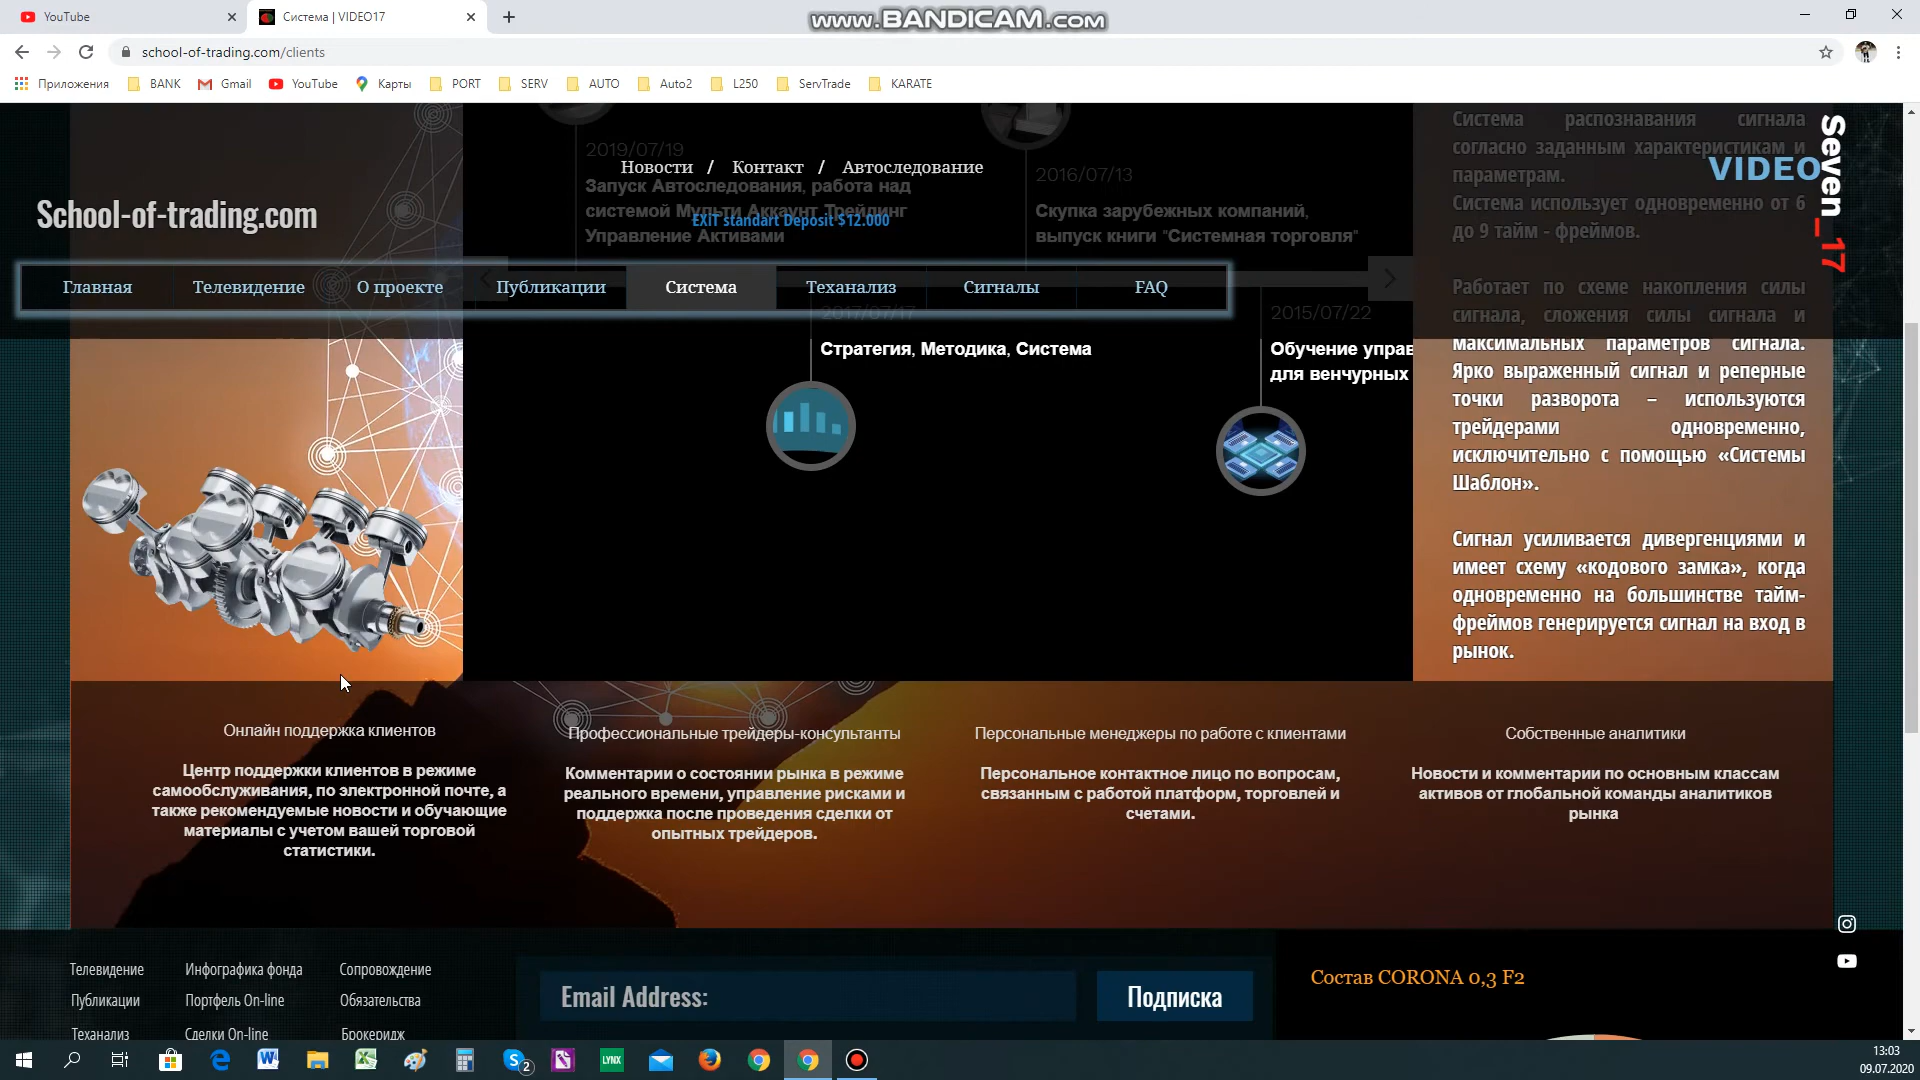 YouTube
Система | VIDEO17
www.BANDICAM.com
school-of-trading.com/clients
Приложения
BANK
Gmail
YouTube
Карты
PORT
SERV
AUTO
Auto2
L250
ServTrade
KARATE
School-of-trading.com
Новости / Контакт / Автоследование
EXIT standart Deposit $12.000
VIDEO
Seven_17
Главная
Телевидение
О проекте
Публикации
Система
Теханализ
Сигналы
FAQ
2019/07/19
Запуск Автоследования, работа над
системой Мульти Аккаунт Трейдинг
Управление Активами
2016/07/13
Скупка зарубежных компаний,
выпуск книги "Системная торговля"
2017/07/17
Стратегия, Методика, Система
2015/07/22
Обучение управ
для венчурных
Система распознавания сигнала
согласно заданным характеристикам и
параметрам.
Система использует одновременно от 6
до 9 тайм - фреймов.
Работает по схеме накопления силы
сигнала, сложения силы сигнала и
максимальных параметров сигнала.
Ярко выраженный сигнал и реперные
точки разворота – используются
трейдерами одновременно,
исключительно с помощью «Системы
Шаблон».
Сигнал усиливается дивергенциями и
имеет схему «кодового замка», когда
одновременно на большинстве тайм-
фреймов генерируется сигнал на вход в
рынок.
Онлайн поддержка клиентов
Центр поддержки клиентов в режиме
самообслуживания, по электронной почте, а
также рекомендуемые новости и обучающие
материалы с учетом вашей торговой
статистики.
Профессиональные трейдеры-консультанты
Комментарии о состоянии рынка в режиме
реального времени, управление рисками и
поддержка после проведения сделки от
опытных трейдеров.
Персональные менеджеры по работе с клиентами
Персональное контактное лицо по вопросам,
связанным с работой платформ, торговлей и
счетами.
Собственные аналитики
Новости и комментарии по основным классам
активов от глобальной команды аналитиков
рынка
Телевидение
Инфографика фонда
Сопровождение
Публикации
Портфель On-line
Обязательства
Теханализ
Сделки On-line
Брокеридж
Email Address:
Подписка
Состав CORONA 0,3 F2
2
LYNX
13:03
09.07.2020